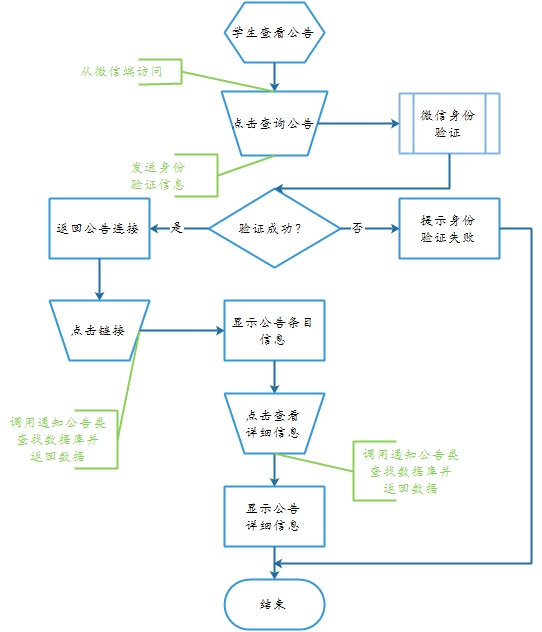 学生查看公告
从微信端访问
点击查询公告
微信身份
验证
发送身份
验证信息
返回公告连接
是
验证成功?
否
提示身份
验证失败
点击链接
显示公告条目
信息
调用通知公告类
查找数据库并
返回数据
点击查看
详细信息
调用通知公告类
查找数据库并
返回数据
显示公告
详细信息
结束